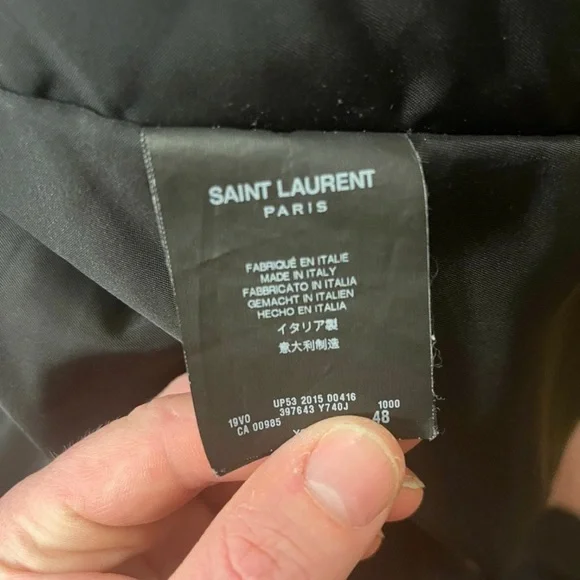 SAINT LAURENT
PARIS
FABRIQUÉ EN ITALIE
MADE IN ITALY
FABBRICATO IN ITALIA
GEMACHT IN ITALIEN
HECHO EN ITALIA
イタリア製
意大利制造
UP53 2015 00416
19VO 397643 Y740J 1000
CA 00985 48